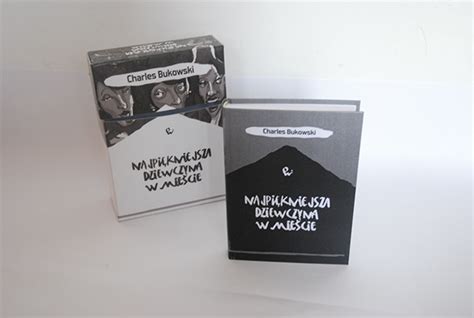 Charles Bukowski
NAJPIĘKNIEJSZA
DZIEWCZYNA
W MIEŚCIE
Charles Bukowski
NAJPIĘKNIEJSZA
DZIEWCZYNA
W MIEŚCIE